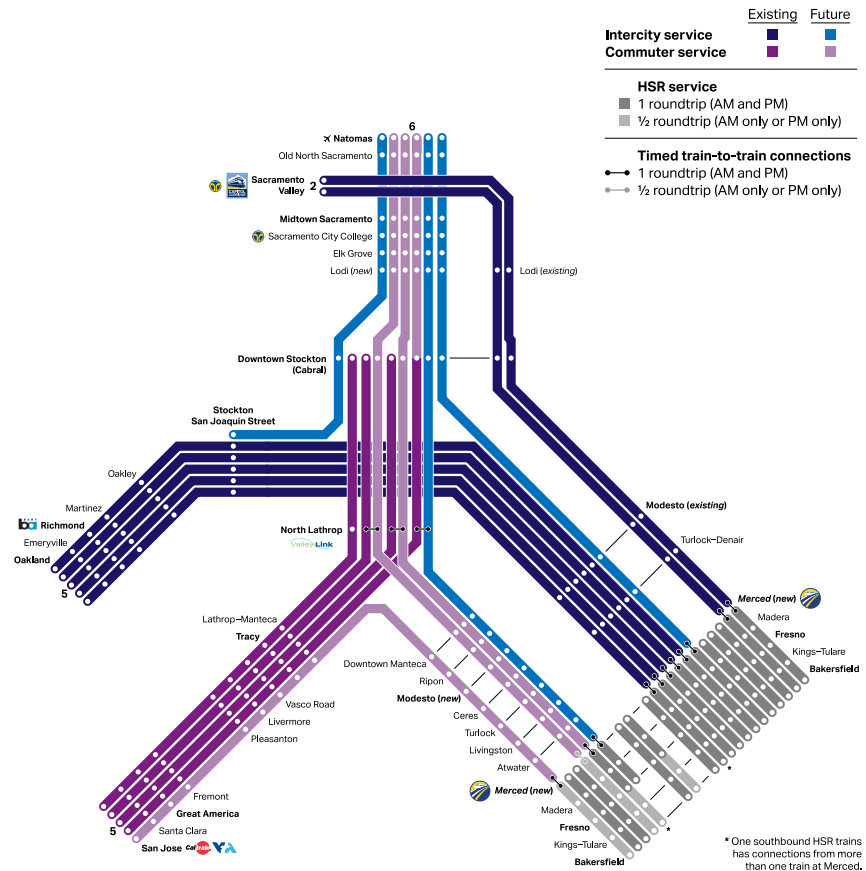 Existing Future
Intercity service
Commuter service
HSR service
1 roundtrip (AM and PM)
½ roundtrip (AM only or PM only)
Timed train-to-train connections
1 roundtrip (AM and PM)
½ roundtrip (AM only or PM only)
6
Natomas
Old North Sacramento
Sacramento
Valley
2
Midtown Sacramento
Sacramento City College
Elk Grove
Lodi (new)
Lodi (existing)
Downtown Stockton
(Cabral)
Stockton
San Joaquin Street
Oakley
Martinez
Richmond
Emeryville
Oakland
5
North Lathrop
ValleyLink
Modesto (existing)
Turlock–Denair
Merced (new)
Madera
Fresno
Kings–Tulare
Bakersfield
Lathrop–Manteca
Tracy
Vasco Road
Livermore
Pleasanton
Fremont
Great America
Santa Clara
San Jose
5
Downtown Manteca
Ripon
Modesto (new)
Ceres
Turlock
Livingston
Atwater
Merced (new)
Madera
Fresno
Kings–Tulare
Bakersfield
*
*
* One southbound HSR trains
has connections from more
than one train at Merced.